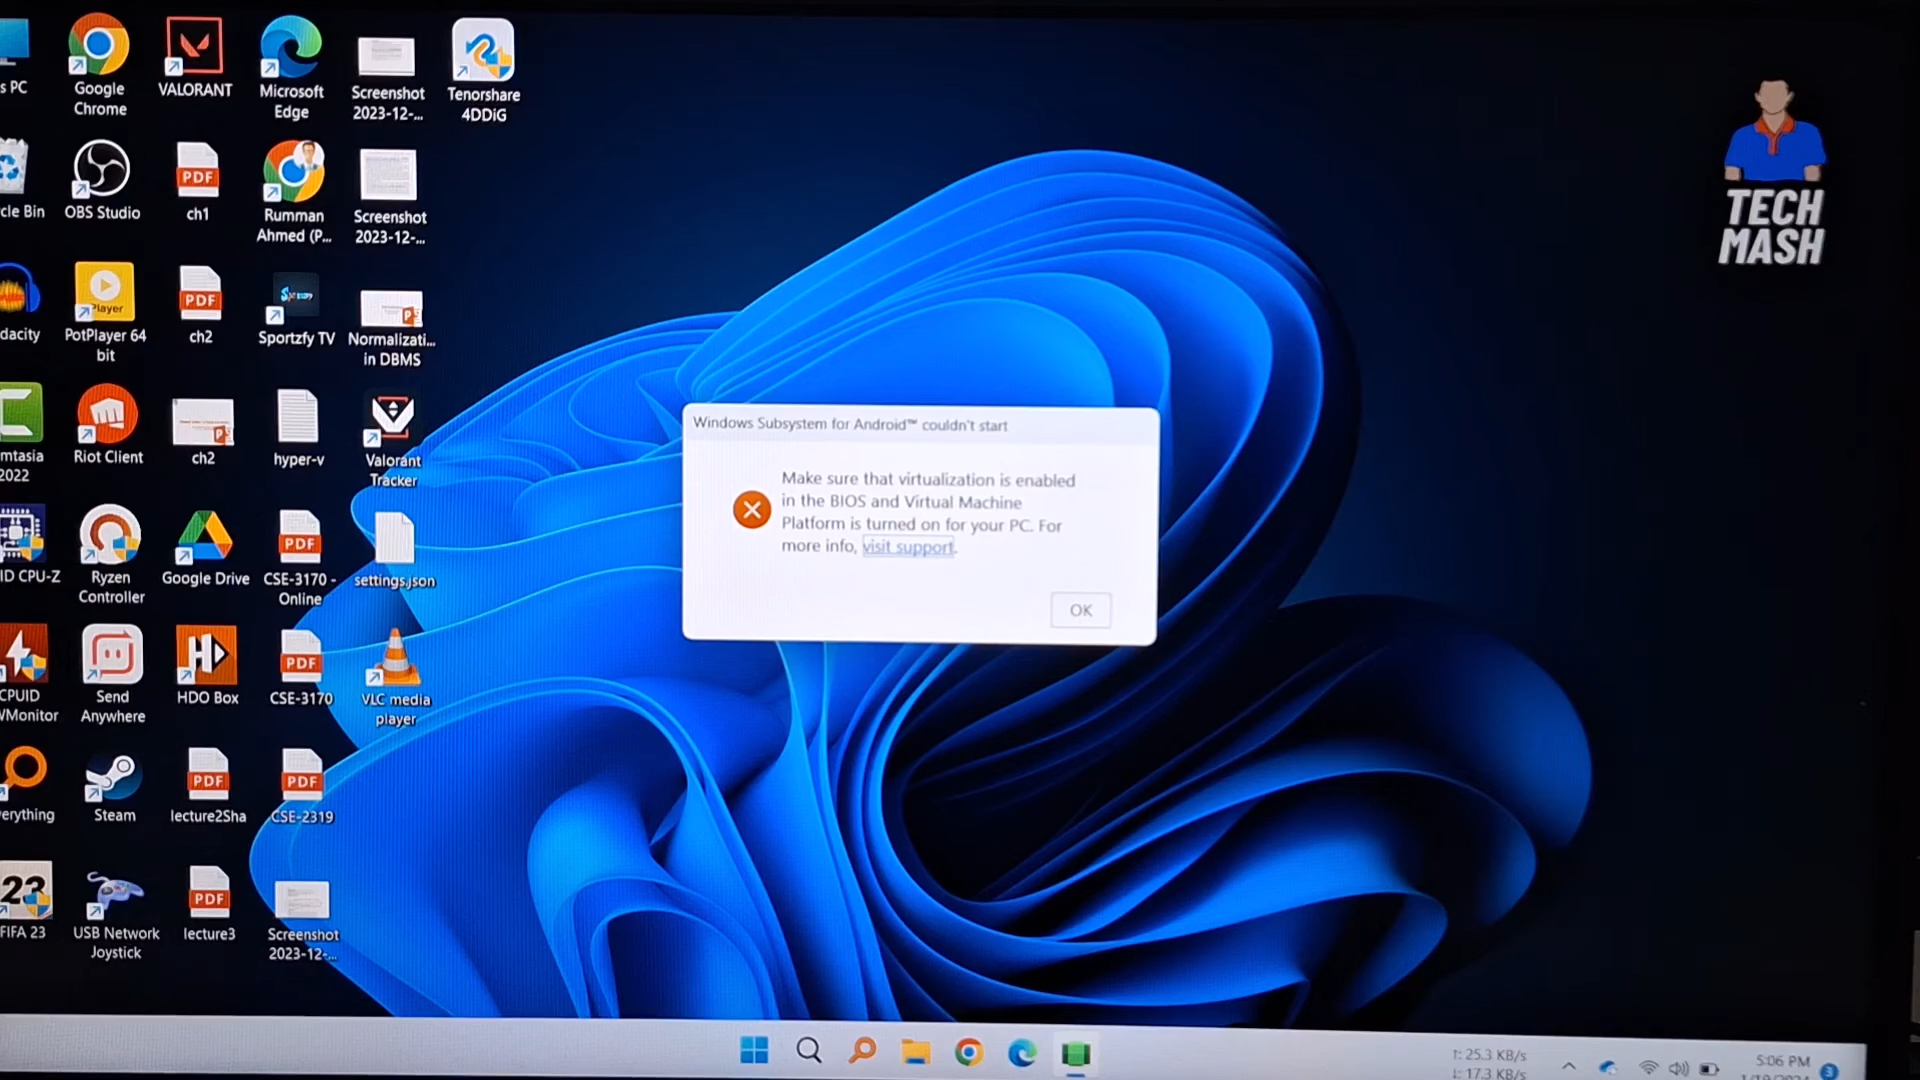 s PC
Google
Chrome
VALORANT
Microsoft
Edge
Screenshot
2023-12-...
Tenorshare
4DDiG
cle Bin
OBS Studio
PDF
ch1
Rumman
Ahmed (P...
Screenshot
2023-12-...
dacity
Player
PotPlayer 64
bit
PDF
ch2
Sportzfy TV
Normalizati...
in DBMS
mtasia
2022
Riot Client
ch2
hyper-v
Valorant
Tracker
ID CPU-Z
Ryzen
Controller
Google Drive
PDF
CSE-3170 -
Online
settings.json
CPUID
WMonitor
Send
Anywhere
HDO Box
PDF
CSE-3170
VLC media
player
verything
Steam
PDF
lecture2Sha
PDF
CSE-2319
23
FIFA 23
USB Network
Joystick
PDF
lecture3
Screenshot
2023-12-...
TECH
MASH
Windows Subsystem for Android™ couldn't start
Make sure that virtualization is enabled
in the BIOS and Virtual Machine
Platform is turned on for your PC. For
more info, visit support.
OK
↑: 25.3 KB/s
↓: 17.3 KB/s
5:06 PM
3